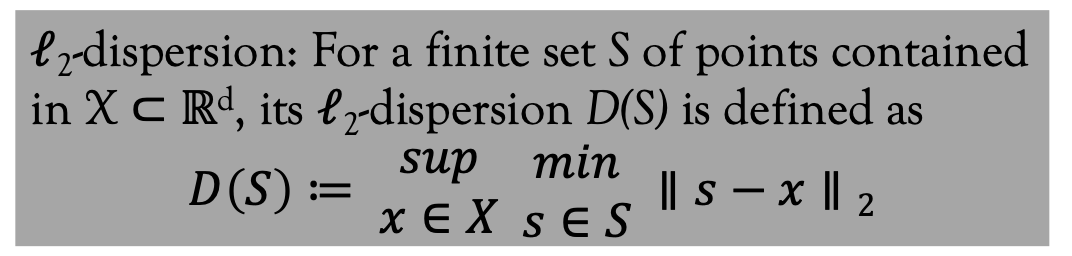 ℓ₂-dispersion: For a finite set S of points contained
in 𝒳 ⊂ ℝᵈ, its ℓ₂-dispersion D(S) is defined as
sup min
D(S) ≔ ‖ s − x ‖ ₂
x ∈ X s ∈ S